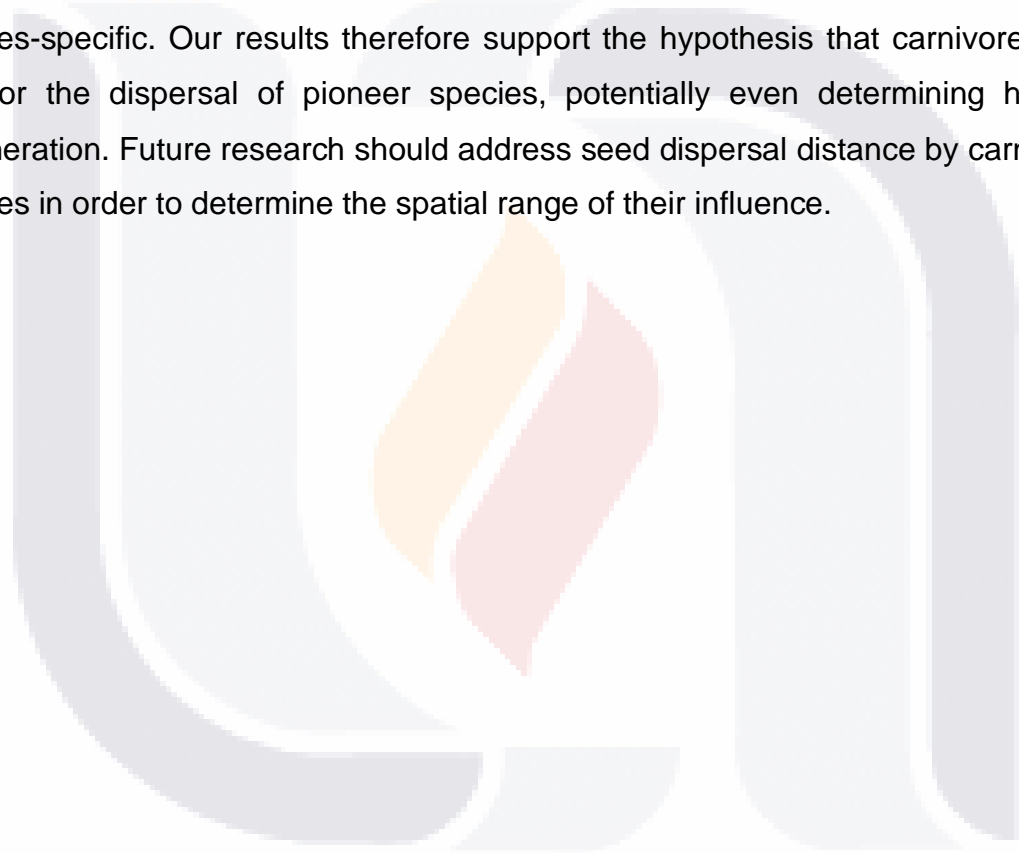 es-specific. Our results therefore support the hypothesis that carnivore
or the dispersal of pioneer species, potentially even determining h
neration. Future research should address seed dispersal distance by carn
es in order to determine the spatial range of their influence.